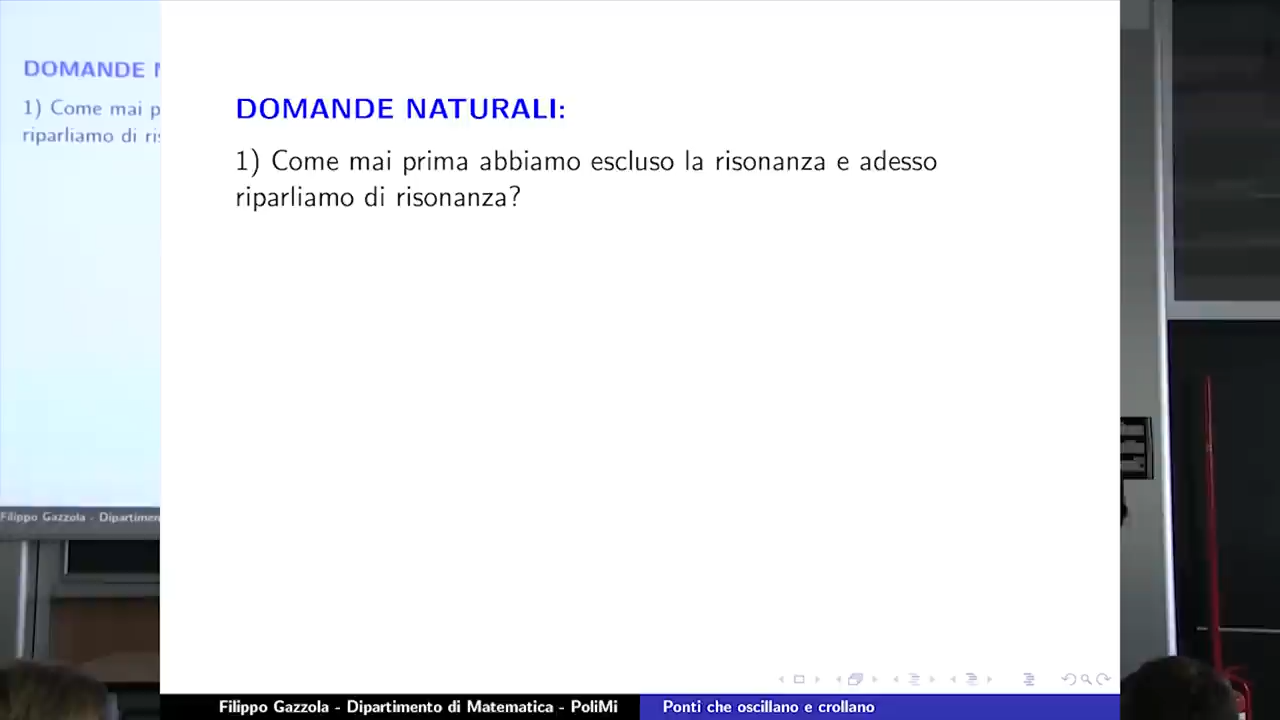 DOMANDE NATURALI:
1) Come mai prima abbiamo escluso la risonanza e adesso
riparliamo di risonanza?
Filippo Gazzola - Dipartimento di Matematica - PoliMi
Ponti che oscillano e crollano
DOMANDE
1) Come mai p
riparliamo di ris
Filippo Gazzola - Dipartimen